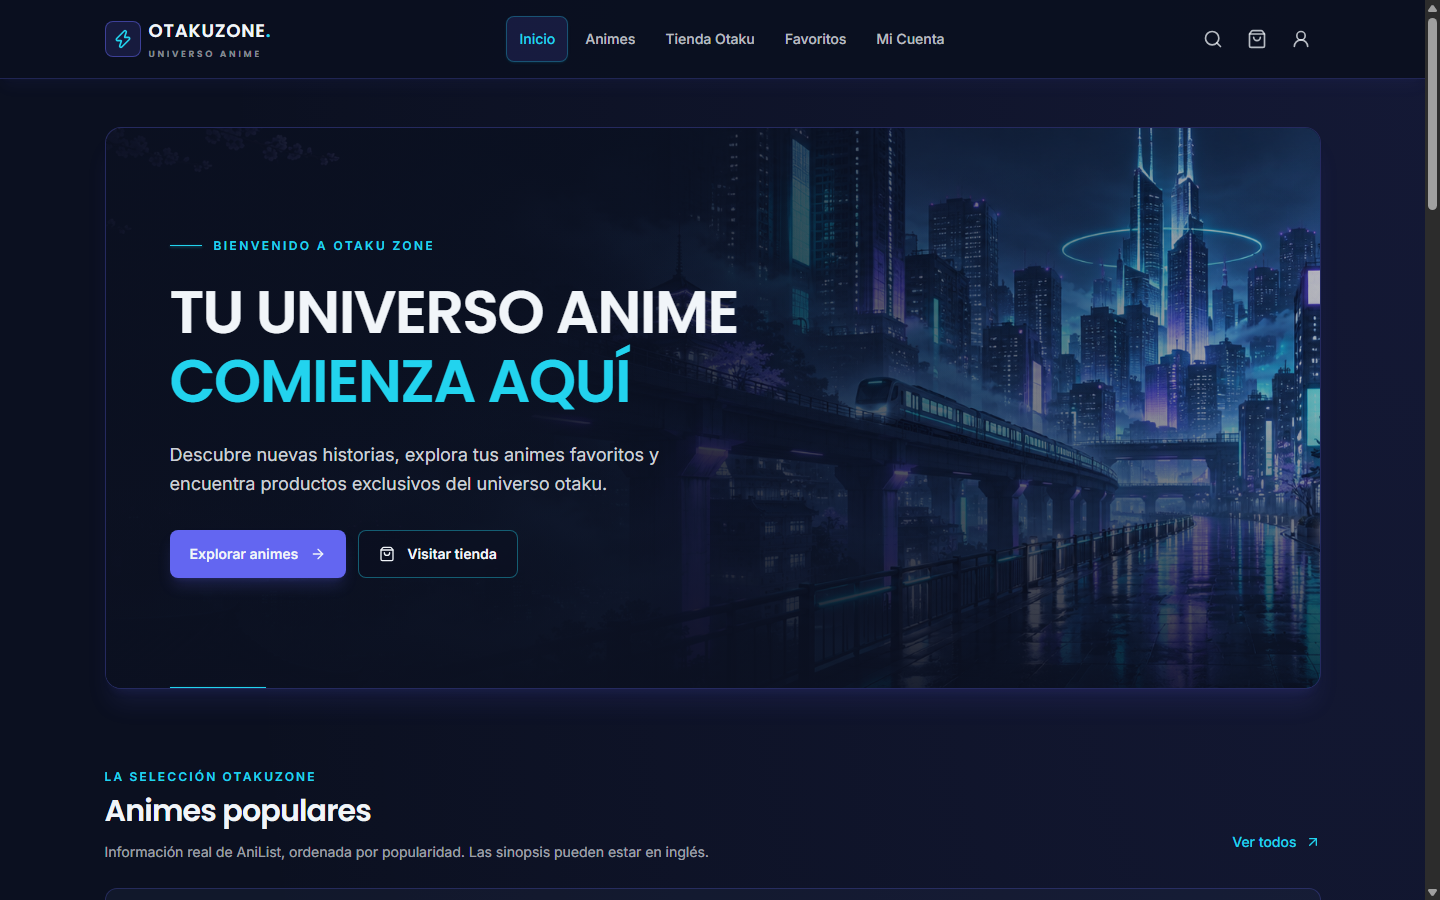 OTAKUZONE.
UNIVERSO ANIME
Inicio
Animes
Tienda Otaku
Favoritos
Mi Cuenta
BIENVENIDO A OTAKU ZONE
TU UNIVERSO ANIME
COMIENZA AQUÍ
Descubre nuevas historias, explora tus animes favoritos y
encuentra productos exclusivos del universo otaku.
Explorar animes
Visitar tienda
LA SELECCIÓN OTAKUZONE
Animes populares
Información real de AniList, ordenada por popularidad. Las sinopsis pueden estar en inglés.
Ver todos